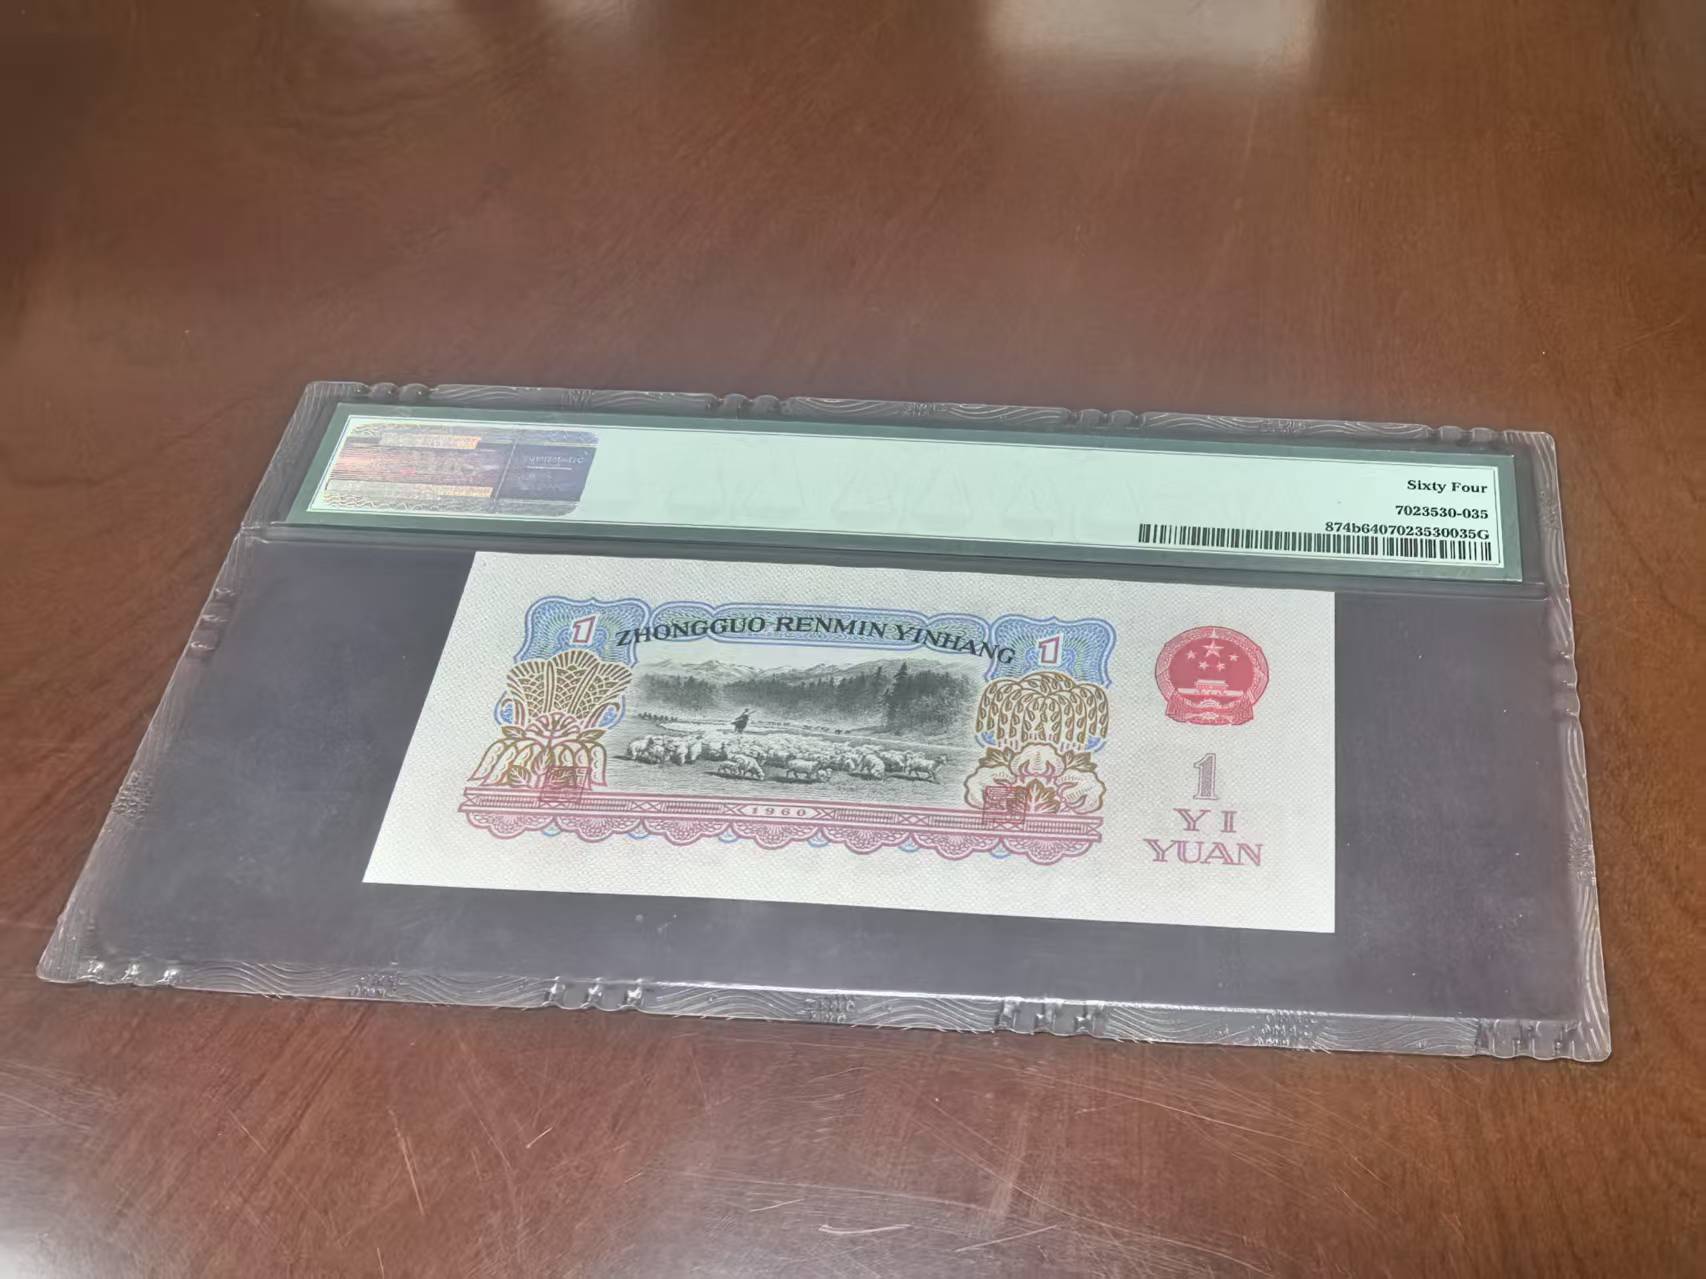 Sixty Four
7023530-035
874b6407023530035G
1 ZHONGGUO RENMIN YINHANG 1
1960
1
YI
YUAN